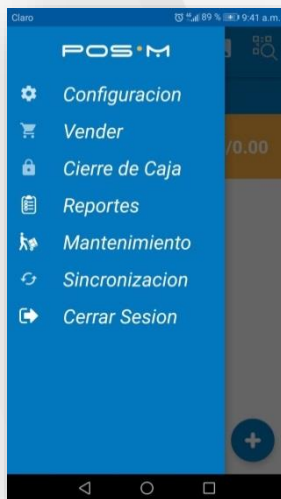 Claro 89 % 9:41 a.m.
POS·M
/0.00
Configuracion
Vender
Cierre de Caja
Reportes
Mantenimiento
Sincronizacion
Cerrar Sesion